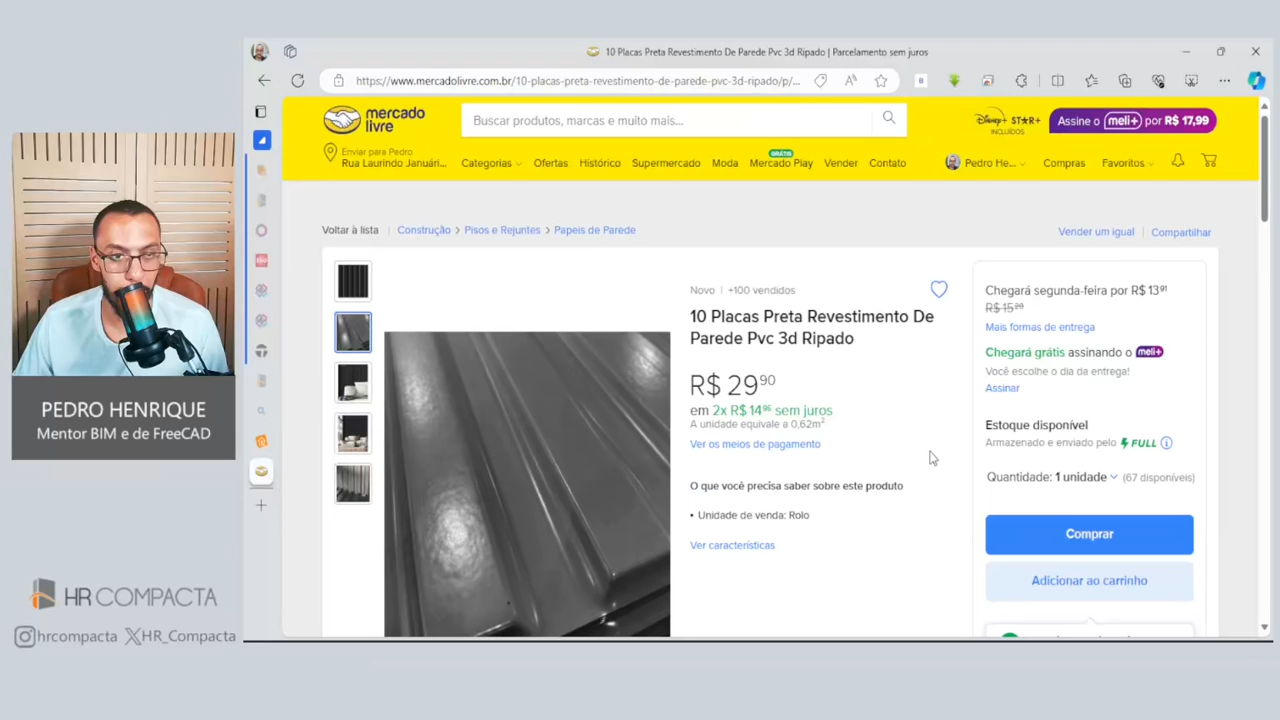 10 Placas Preta Revestimento De Parede Pvc 3d Ripado | Parcelamento sem juros
https://www.mercadolivre.com.br/10-placas-preta-revestimento-de-parede-pvc-3d-ripado/p/...
mercado
livre
Buscar produtos, marcas e muito mais...
Disney+ STAR+
INCLUÍDOS
Assine o meli+ por R$ 17,99
Enviar para Pedro
Rua Laurindo Januári...
Categorias
Ofertas
Histórico
Supermercado
Moda
GRÁTIS
Mercado Play
Vender
Contato
Pedro He...
Compras
Favoritos
Voltar à lista
Construção > Pisos e Rejuntes > Papeis de Parede
Vender um igual
Compartilhar
Novo | +100 vendidos
10 Placas Preta Revestimento De
Parede Pvc 3d Ripado
R$ 29 90
em 2x R$ 14 95 sem juros
A unidade equivale a 0,62m²
Ver os meios de pagamento
O que você precisa saber sobre este produto
• Unidade de venda: Rolo
Ver características
Chegará segunda-feira por R$ 13 91
Mais formas de entrega
Chegará grátis assinando o meli+
Você escolhe o dia da entrega!
Assinar
Estoque disponível
Armazenado e enviado pelo FULL
Quantidade: 1 unidade (67 disponíveis)
Comprar
Adicionar ao carrinho
PEDRO HENRIQUE
Mentor BIM e de FreeCAD
HR COMPACTA
hrcompacta
HR_Compacta